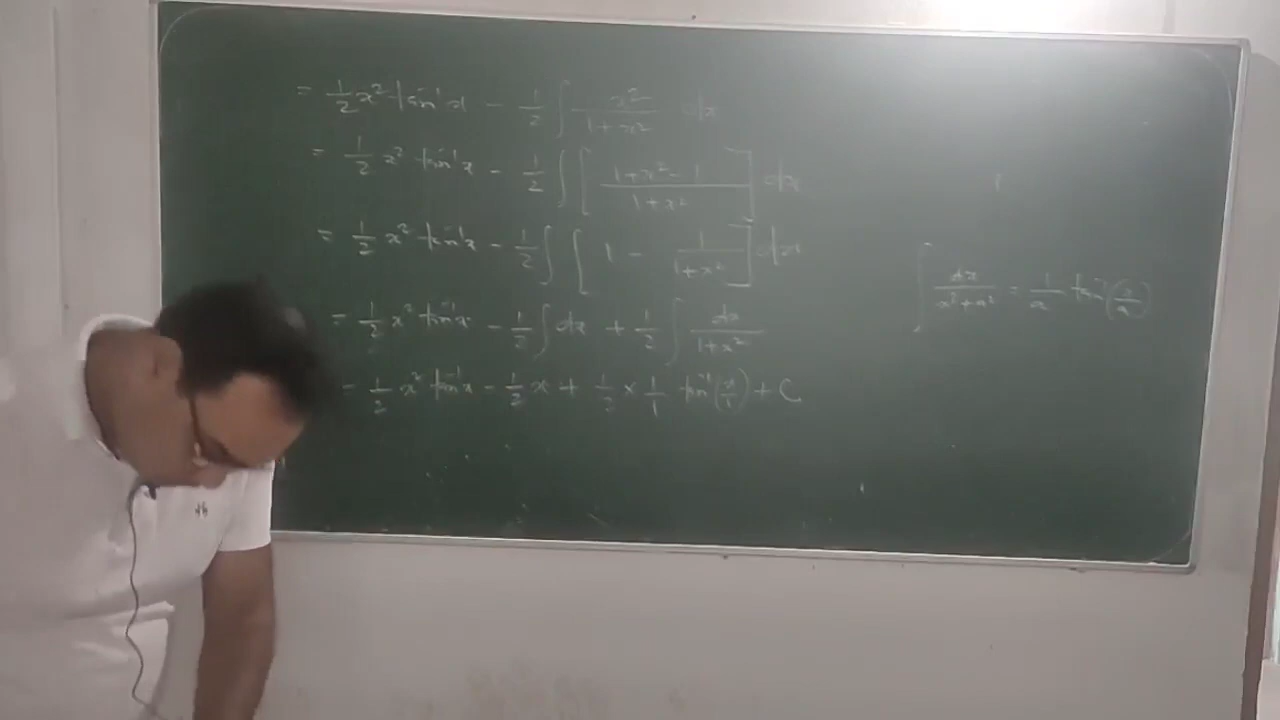 = 1/2 x² tan⁻¹x - 1/2 ∫ x²/(1+x²) dx
= 1/2 x² tan⁻¹x - 1/2 ∫ [ (1+x²-1)/(1+x²) ] dx
= 1/2 x² tan⁻¹x - 1/2 ∫ [ 1 - 1/(1+x²) ] dx
= 1/2 x² tan⁻¹x - 1/2 ∫ dx + 1/2 ∫ dx/(1+x²)
= 1/2 x² tan⁻¹x - 1/2 x + 1/2 × 1/1 tan⁻¹(x/1) + C
∫ dx/(x²+a²) = 1/a tan⁻¹(x/a)